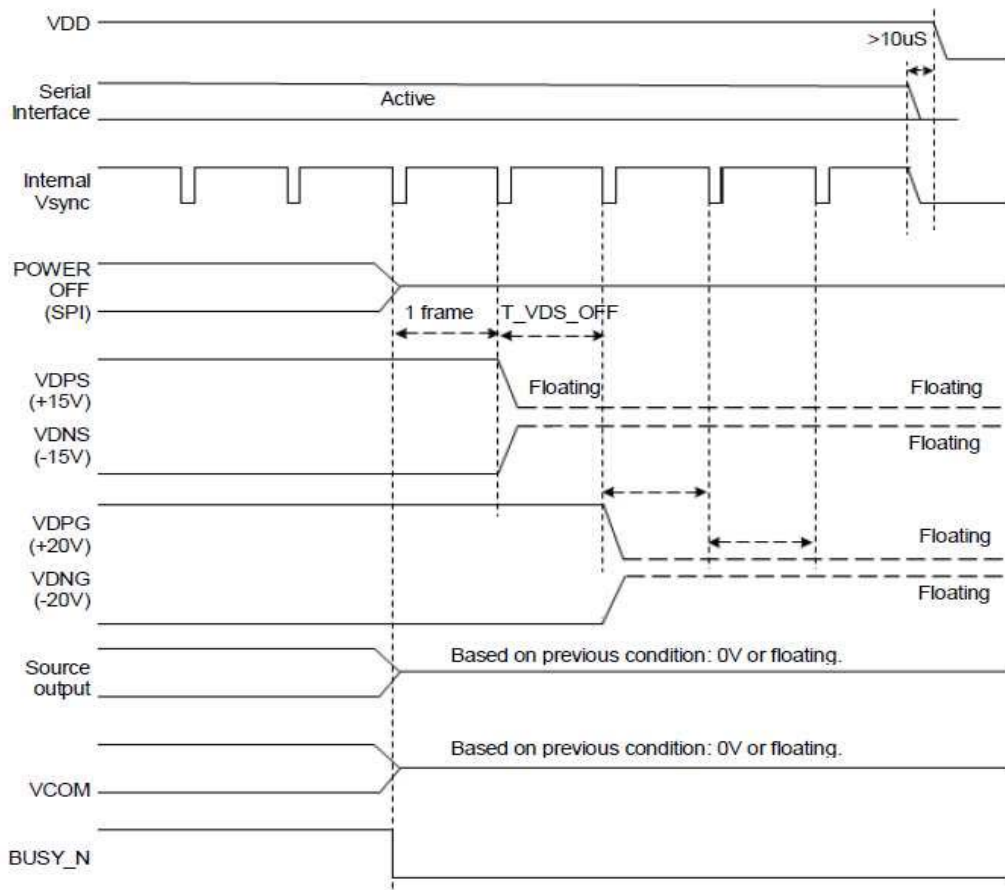 VDD
>10uS
Serial
Interface
Active
Internal
Vsync
POWER
OFF
(SPI)
1 frame
T_VDS_OFF
VDPS
(+15V)
Floating
Floating
VDNS
(-15V)
Floating
VDPG
(+20V)
Floating
VDNG
(-20V)
Floating
Source
output
Based on previous condition: 0V or floating.
VCOM
Based on previous condition: 0V or floating.
BUSY_N